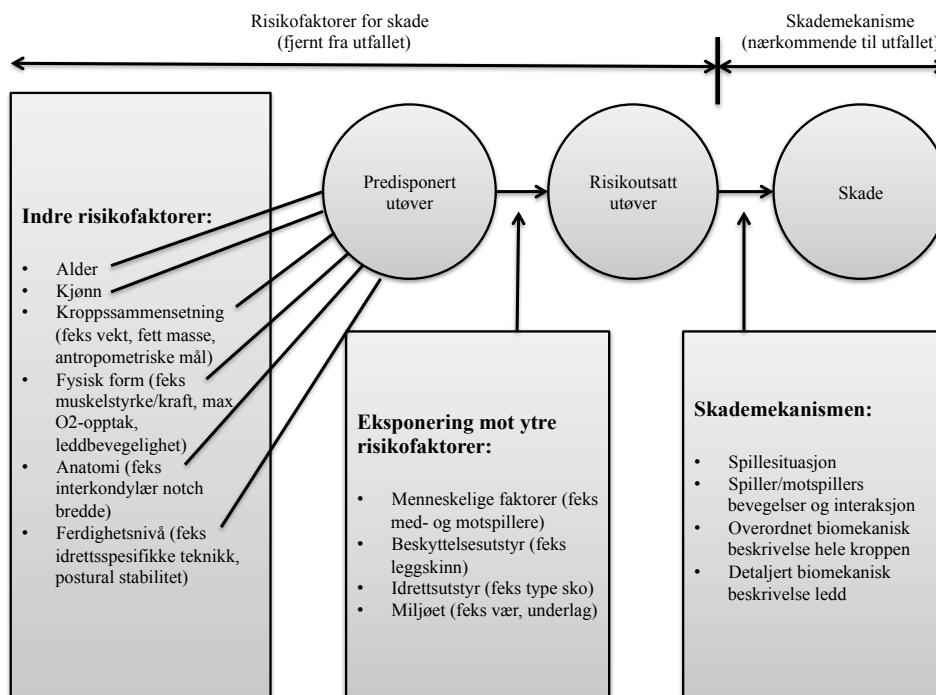 Risikofaktorer for skade
(fjernt fra utfallet)
Skademekanisme
(nærkommende til utfallet)
Indre risikofaktorer:
• Alder
• Kjønn
• Kroppssammensetning
(feks vekt, fett masse,
antropometriske mål)
• Fysisk form (feks
muskelstyrke/kraft, max
O2-opptak,
leddbevegelighet)
• Anatomi (feks
interkondylær notch
bredde)
• Ferdighetsnivå (feks
idrettsspesifikke teknikk,
postural stabilitet)
Predisponert
utøver
Risikoutsatt
utøver
Skade
Eksponering mot ytre
risikofaktorer:
• Menneskelige faktorer (feks
med- og motspillere)
• Beskyttelsesutstyr (feks
leggskinn)
• Idrettsutstyr (feks type sko)
• Miljøet (feks vær, underlag)
Skademekanismen:
• Spillesituasjon
• Spiller/motspillers
bevegelser og interaksjon
• Overordnet biomekanisk
beskrivelse hele kroppen
• Detaljert biomekanisk
beskrivelse ledd